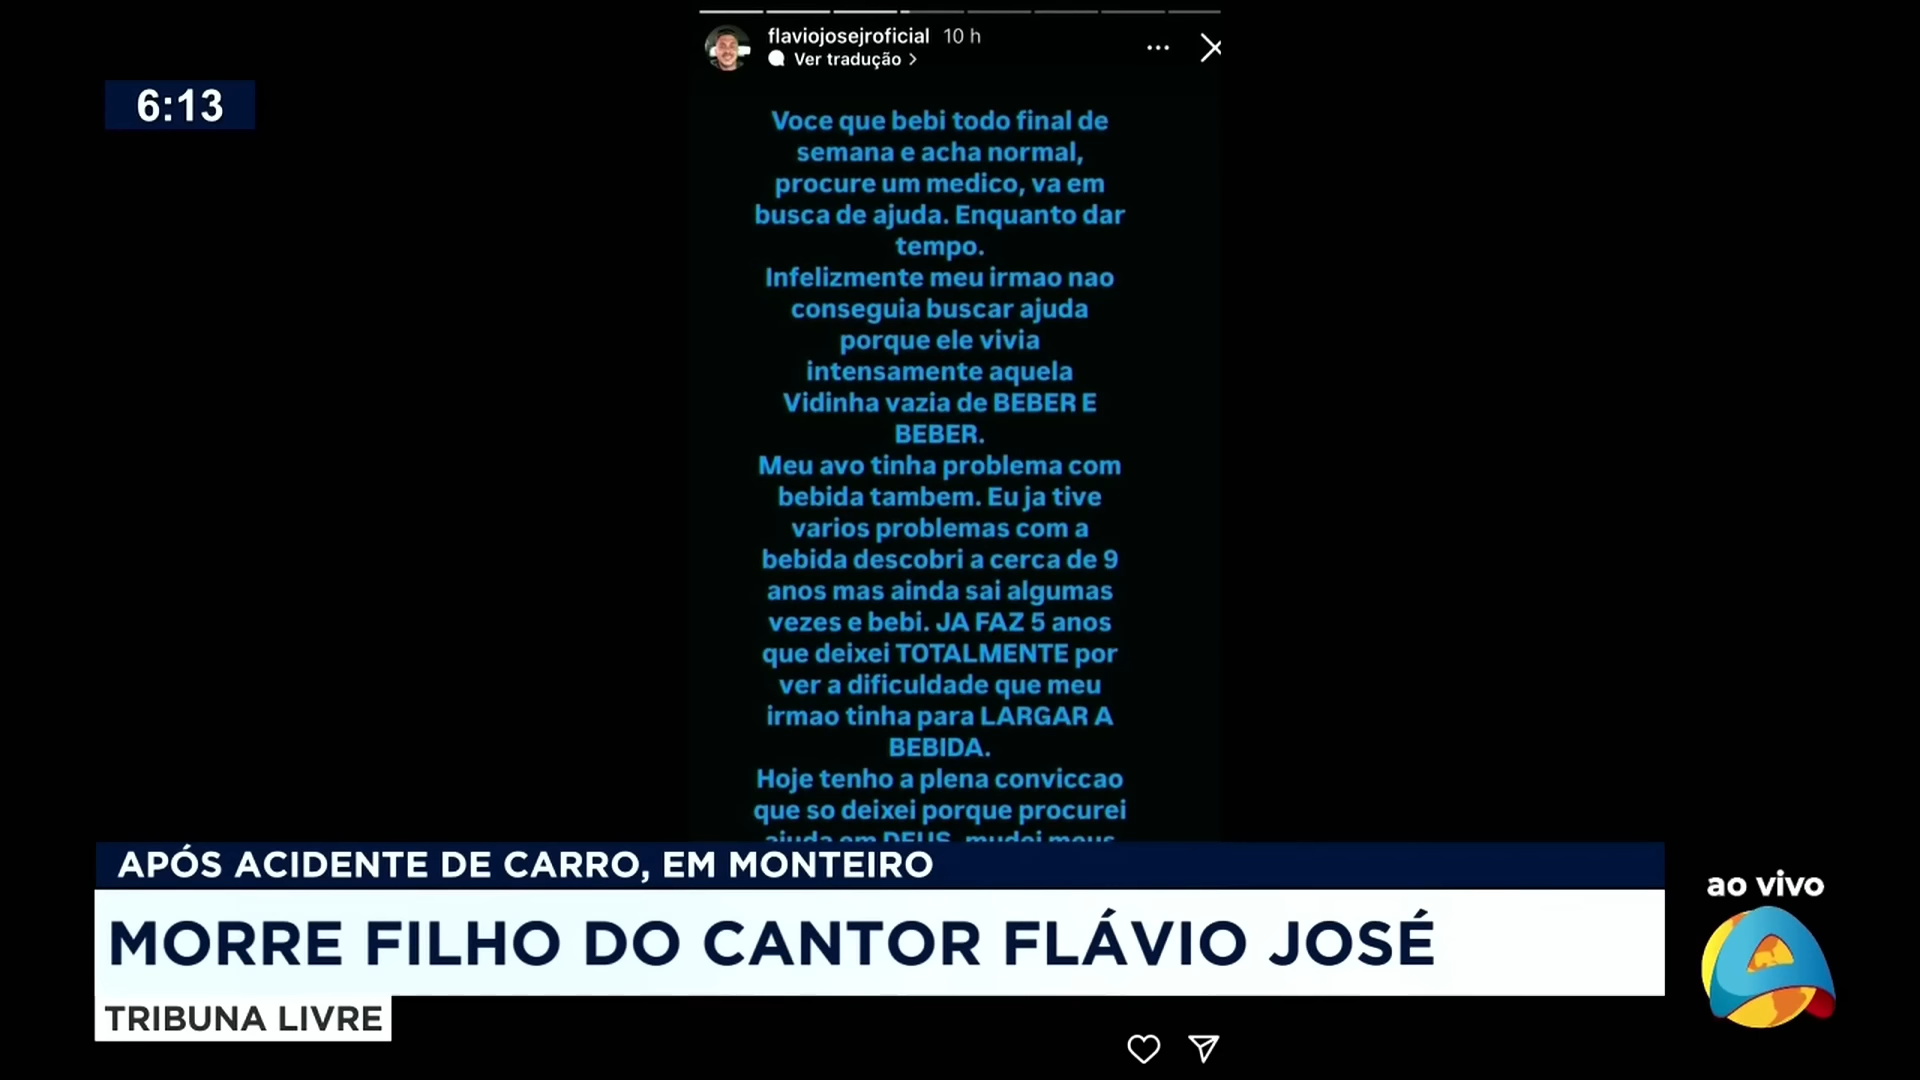 flaviojosejroficial 10 h
Ver tradução >
6:13
Voce que bebi todo final de
semana e acha normal,
procure um medico, va em
busca de ajuda. Enquanto dar
tempo.
Infelizmente meu irmao nao
conseguia buscar ajuda
porque ele vivia
intensamente aquela
Vidinha vazia de BEBER E
BEBER.
Meu avo tinha problema com
bebida tambem. Eu ja tive
varios problemas com a
bebida descobri a cerca de 9
anos mas ainda sai algumas
vezes e bebi. JA FAZ 5 anos
que deixei TOTALMENTE por
ver a dificuldade que meu
irmao tinha para LARGAR A
BEBIDA.
Hoje tenho a plena conviccao
que so deixei porque procurei
ajuda em DEUS, mudei meus
APÓS ACIDENTE DE CARRO, EM MONTEIRO
MORRE FILHO DO CANTOR FLÁVIO JOSÉ
TRIBUNA LIVRE
ao vivo